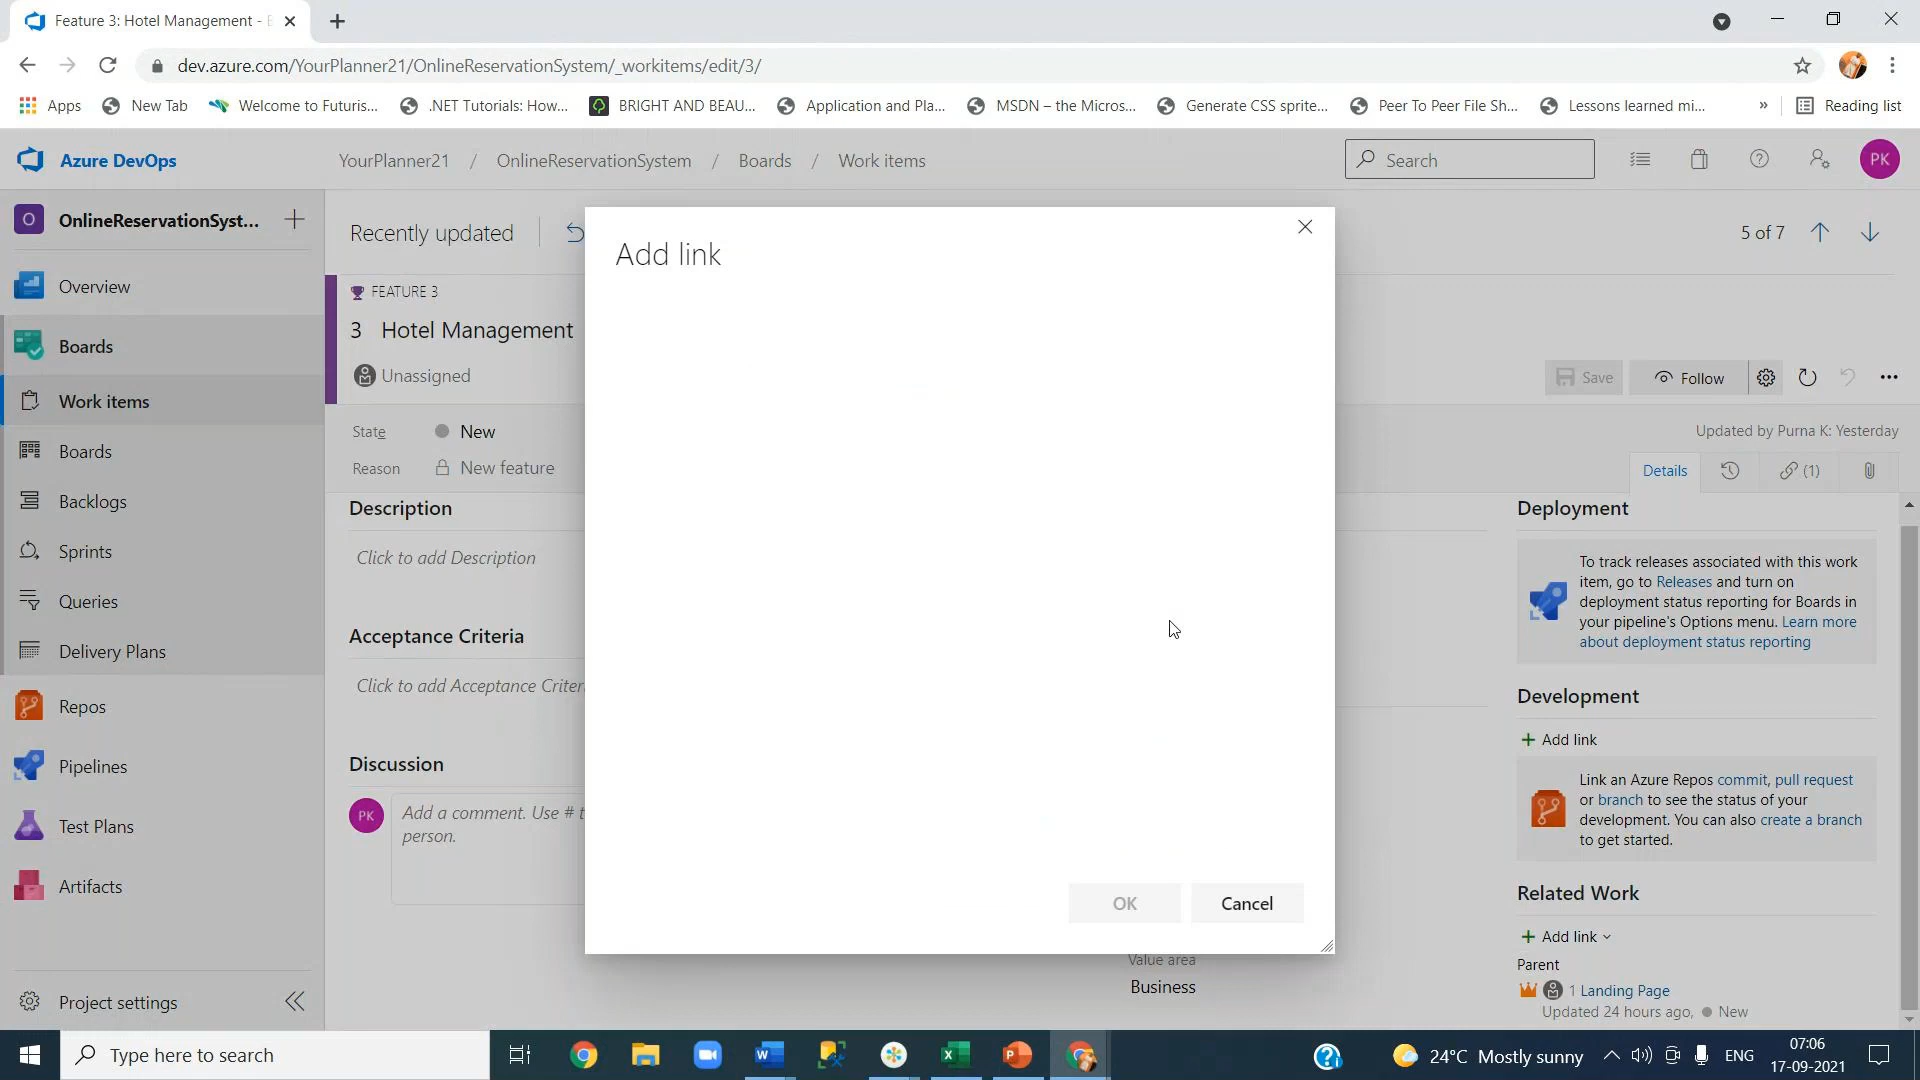 Feature 3: Hotel Management -
dev.azure.com/YourPlanner21/OnlineReservationSystem/_workitems/edit/3/
Apps
New Tab
Welcome to Futuris...
.NET Tutorials: How...
BRIGHT AND BEAU...
Application and Pla...
MSDN – the Micros...
Generate CSS sprite...
Peer To Peer File Sh...
Lessons learned mi...
»
Reading list
Azure DevOps
YourPlanner21 / OnlineReservationSystem / Boards / Work items
Search
PK
O
OnlineReservationSyst...
Overview
Boards
Work items
Boards
Backlogs
Sprints
Queries
Delivery Plans
Repos
Pipelines
Test Plans
Artifacts
Project settings
Recently updated
5 of 7
FEATURE 3
3 Hotel Management
Unassigned
Save
Follow
State
New
Reason
New feature
Updated by Purna K: Yesterday
Details
(1)
Description
Click to add Description
Acceptance Criteria
Click to add Acceptance Criter
Discussion
PK
Add a comment. Use # t
person.
Add link
OK
Cancel
Value area
Business
Deployment
To track releases associated with this work
item, go to Releases and turn on
deployment status reporting for Boards in
your pipeline's Options menu. Learn more
about deployment status reporting
Development
+ Add link
Link an Azure Repos commit, pull request
or branch to see the status of your
development. You can also create a branch
to get started.
Related Work
+ Add link
Parent
1 Landing Page
Updated 24 hours ago, New
Type here to search
24°C Mostly sunny
ENG
07:06
17-09-2021